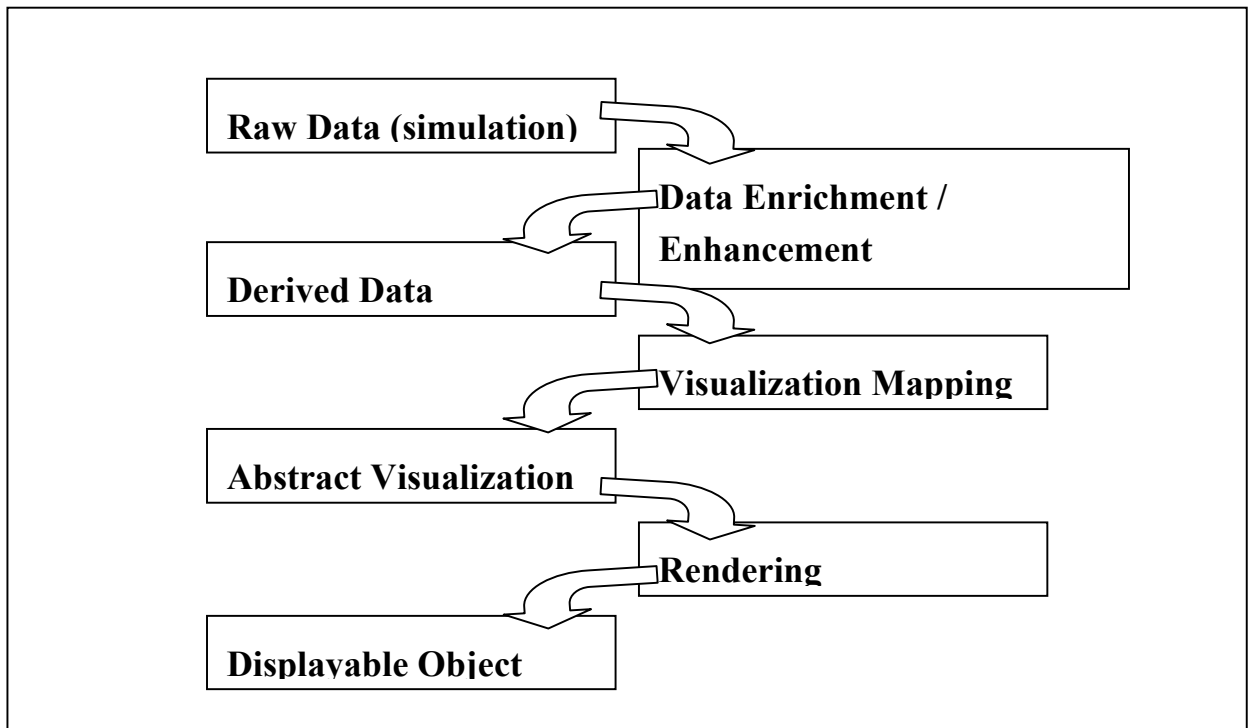 Raw Data (simulation)
Data Enrichment /
Enhancement
Derived Data
Visualization Mapping
Abstract Visualization
Rendering
Displayable Object